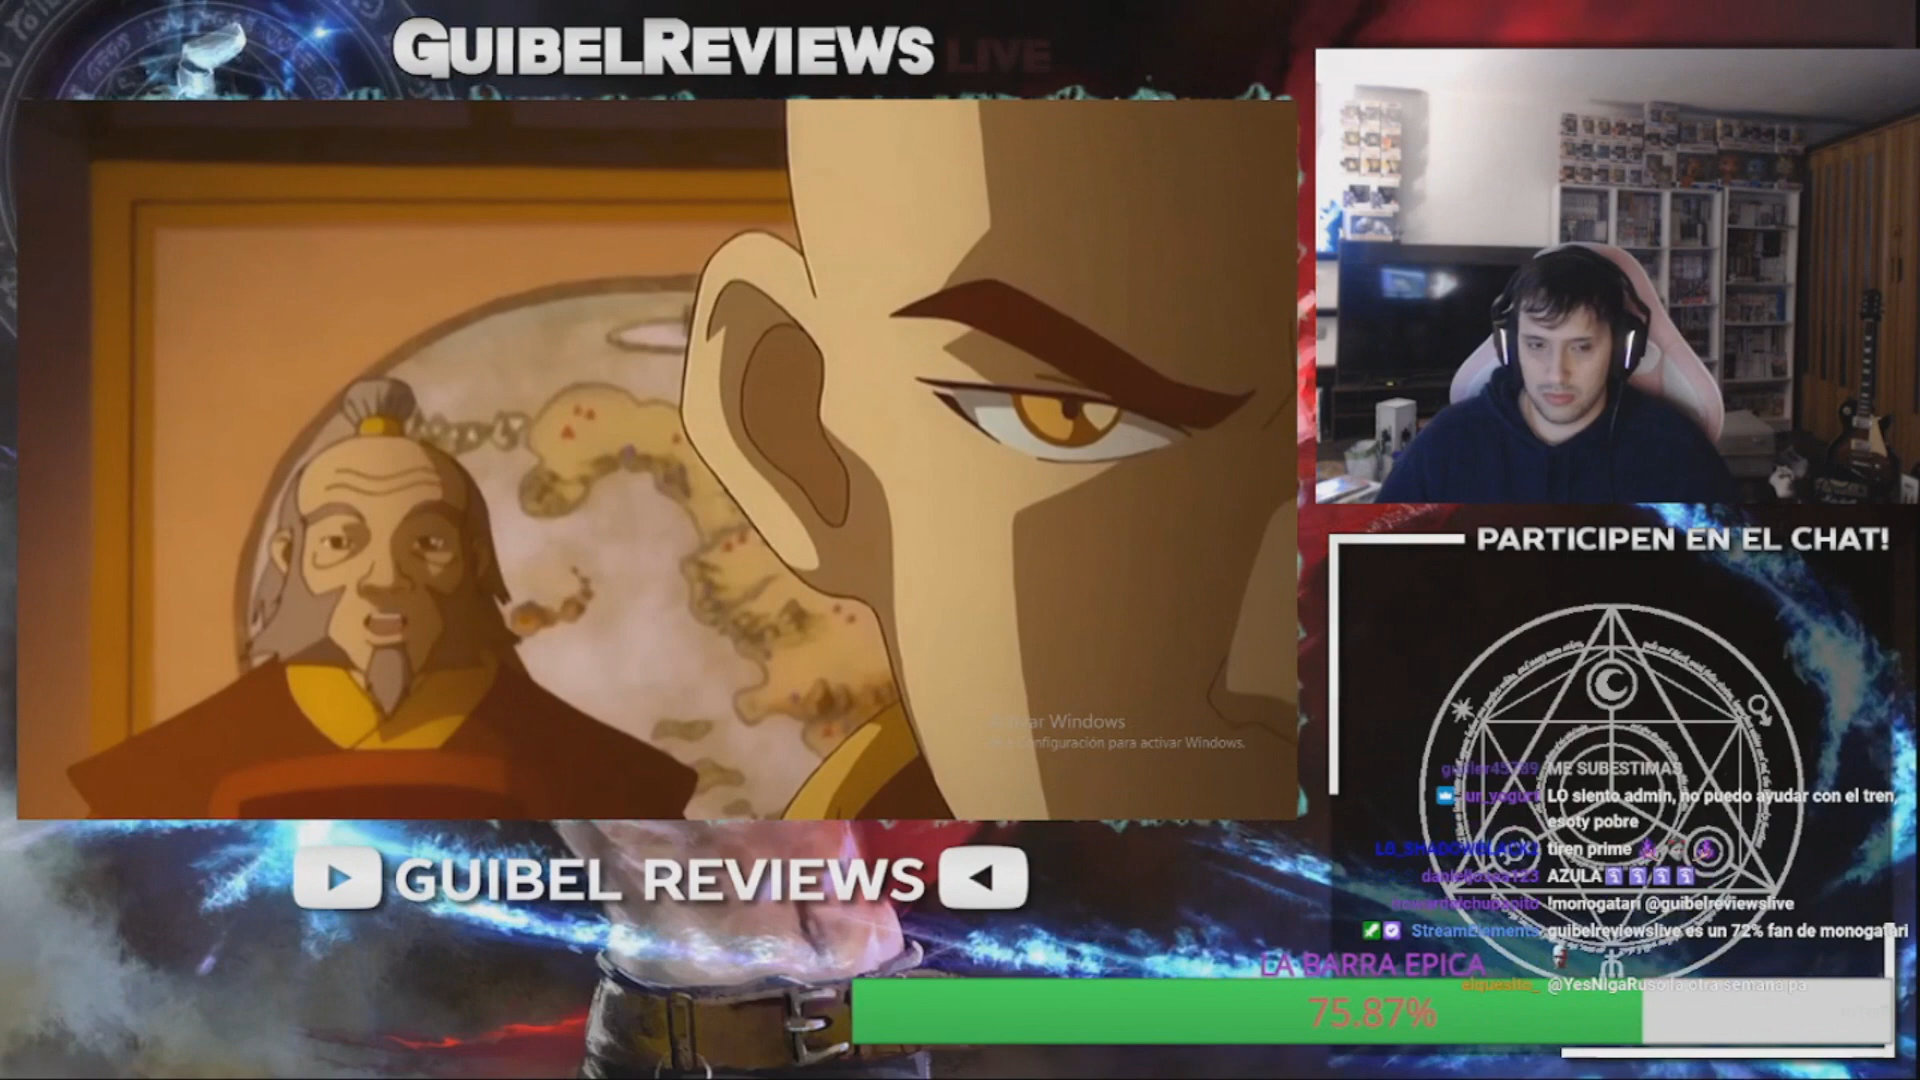 GUIBELREVIEWS LIVE
Activar Windows
Configuración para activar Windows.
PARTICIPEN EN EL CHAT!
ME SUBESTIMAS
un_yogurt LO siento admin, no puedo ayudar con el tren,
esoty pobre
tiren prime
AZULA
!monogatari @guibelreviewslive
StreamElements: guibelreviewslive es un 72% fan de monogatari
@YesNIgaRuso la otra semana pa
GUIBEL REVIEWS
LA BARRA EPICA
75.87%